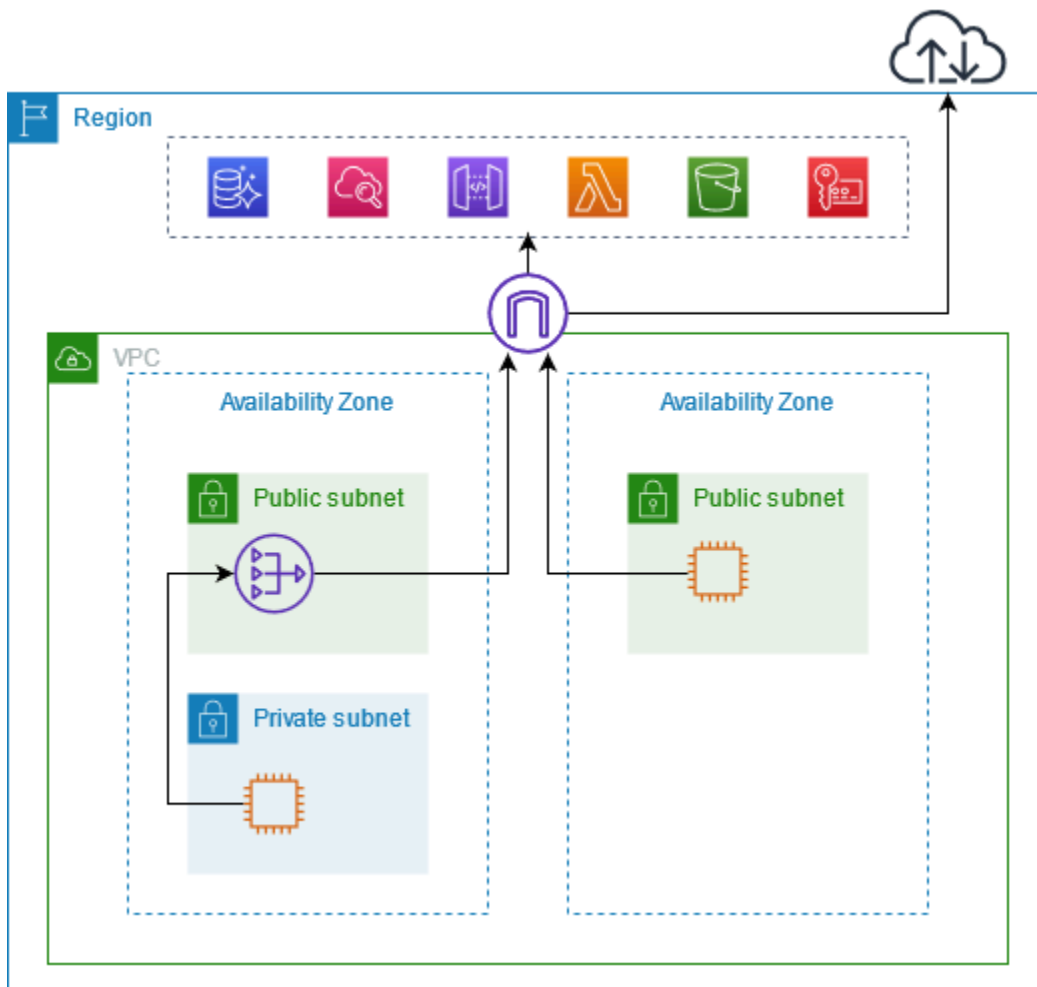 Region
VPC
Availability Zone
Availability Zone
Public subnet
Public subnet
Private subnet